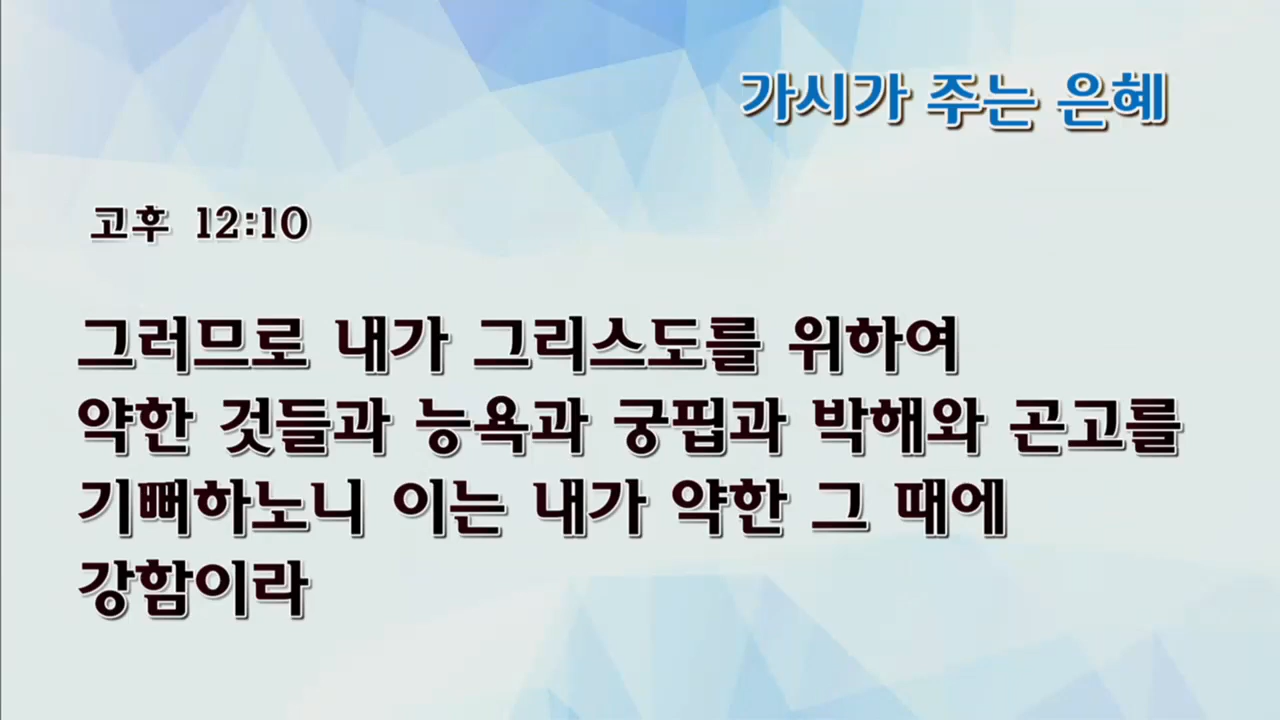 가시가 주는 은혜
고후 12:10
그러므로 내가 그리스도를 위하여
약한 것들과 능욕과 궁핍과 박해와 곤고를
기뻐하노니 이는 내가 약한 그 때에
강함이라